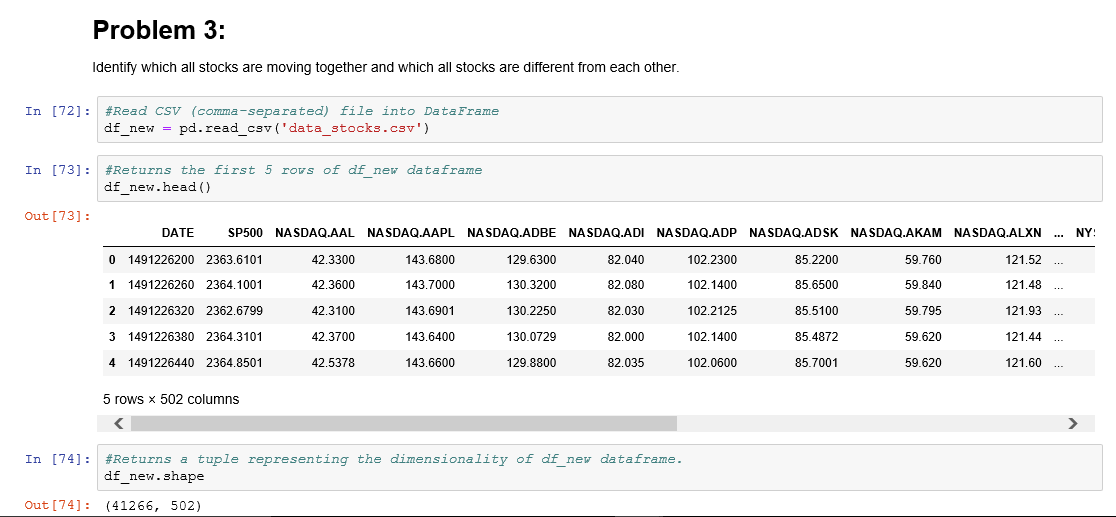 Problem 3:
Identify which all stocks are moving together and which all stocks are different from each other.
In [72]: #Read CSV (comma-separated) file into DataFrame
df_new = pd.read_csv('data_stocks.csv')
In [73]: #Returns the first 5 rows of df_new dataframe
df_new.head()
Out[73]:
DATE SP500 NASDAQ.AAL NASDAQ.AAPL NASDAQ.ADBE NASDAQ.ADI NASDAQ.ADP NASDAQ.ADSK NASDAQ.AKAM NASDAQ.ALXN ... NY
0 1491226200 2363.6101 42.3300 143.6800 129.6300 82.040 102.2300 85.2200 59.760 121.52 ...
1 1491226260 2364.1001 42.3600 143.7000 130.3200 82.080 102.1400 85.6500 59.840 121.48 ...
2 1491226320 2362.6799 42.3100 143.6901 130.2250 82.030 102.2125 85.5100 59.795 121.93 ...
3 1491226380 2364.3101 42.3700 143.6400 130.0729 82.000 102.1400 85.4872 59.620 121.44 ...
4 1491226440 2364.8501 42.5378 143.6600 129.8800 82.035 102.0600 85.7001 59.620 121.60 ...
5 rows × 502 columns
In [74]: #Returns a tuple representing the dimensionality of df_new dataframe.
df_new.shape
Out[74]: (41266, 502)